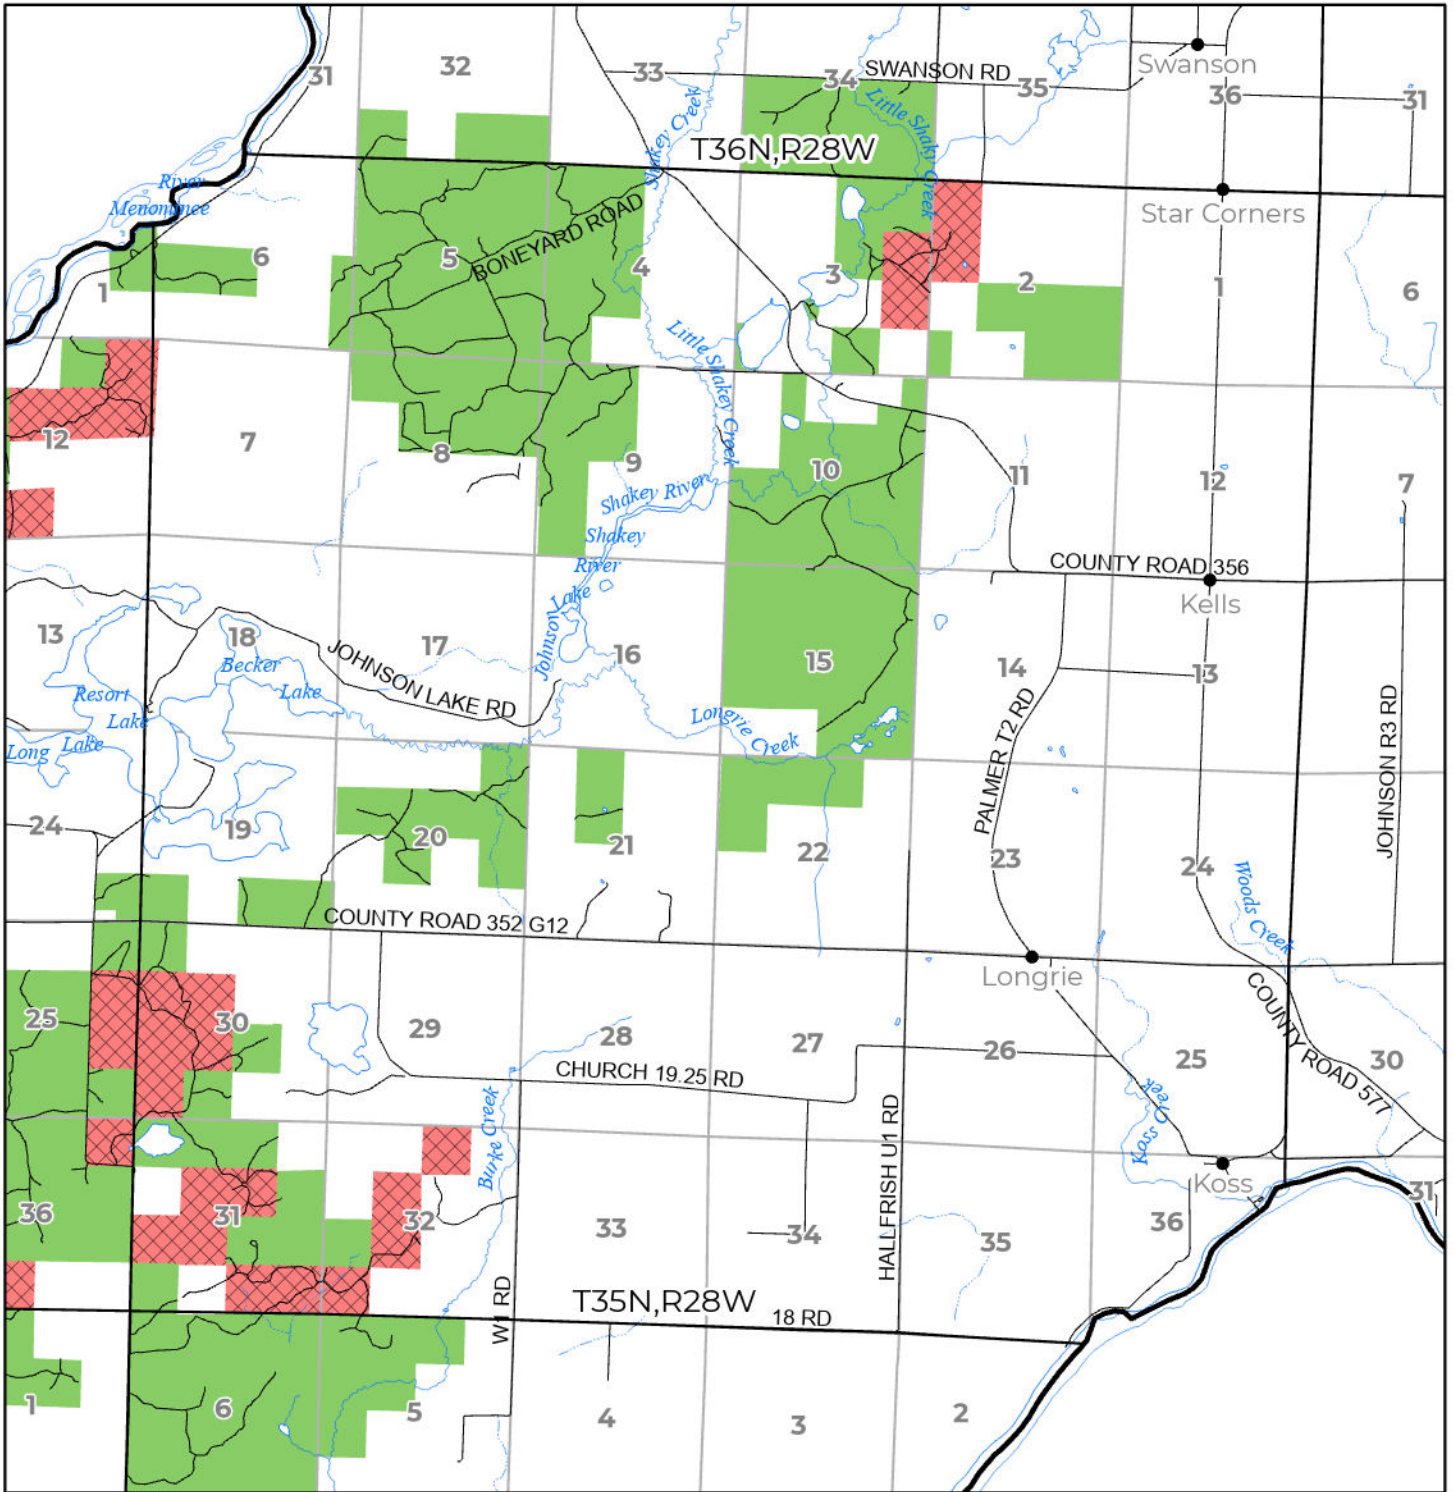 31
32
33
34
SWANSON RD
35
Swanson
36
31
Little Shaky Creek
Shakey Creek
T36N,R28W
River
Menominee
Star Corners
6
5
BONEYARD ROAD
4
3
2
1
6
1
Little Shakey Creek
12
7
8
9
10
11
12
7
Shakey River
Shakey
River
Lake
Johnson
COUNTY ROAD 356
Kells
13
18
17
16
15
14
13
Becker
Lake
JOHNSON LAKE RD
Resort
Lake
Long Lake
Longrie Creek
PALMER T2 RD
JOHNSON R3 RD
24
19
20
21
22
23
24
Woods Creek
COUNTY ROAD 352 G12
Longrie
25
30
29
28
27
26
25
30
COUNTY ROAD 577
CHURCH 19.25 RD
Burke Creek
HALLFRISH U1 RD
Koss Creek
Koss
36
31
32
33
34
35
36
31
W1 RD
T35N,R28W
18 RD
1
6
5
4
3
2